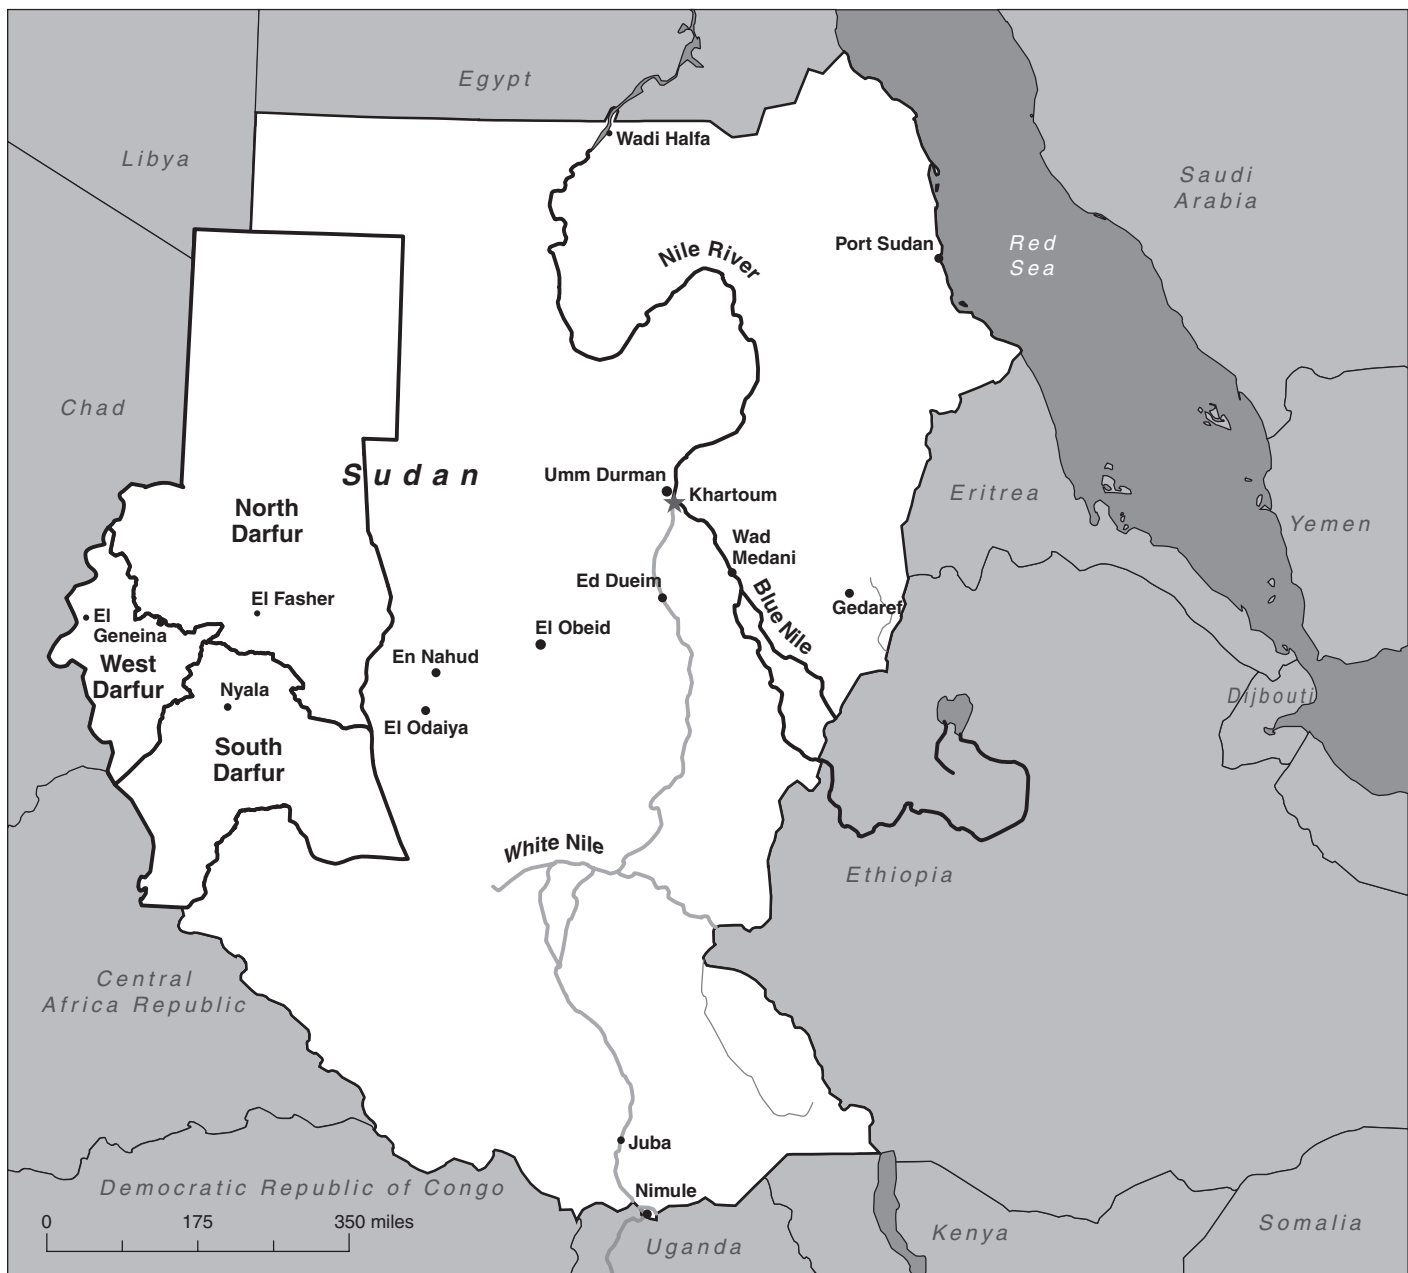 Egypt
Libya
Wadi Halfa
Saudi
Arabia
Port Sudan
Red
Sea
Nile River
Chad
Sudan
Umm Durman
Khartoum
Eritrea
North
Darfur
Wad
Medani
Yemen
Ed Dueim
Blue Nile
Gedaref
El Fasher
El
Geneina
El Obeid
En Nahud
West
Darfur
Nyala
Dijbouti
El Odaiya
South
Darfur
White Nile
Ethiopia
Central
Africa Republic
Juba
Democratic Republic of Congo
Nimule
0 175 350 miles
Uganda
Kenya
Somalia